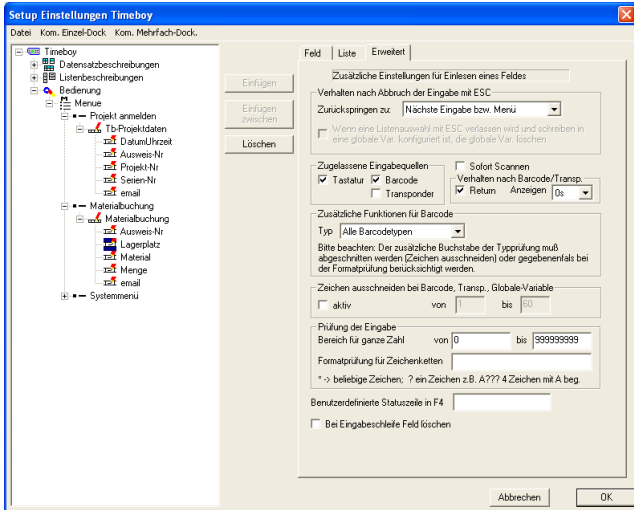 Setup Einstellungen Timeboy
Datei Kom. Einzel-Dock Kom. Mehrfach-Dock.
Timeboy
Datensatzbeschreibungen
Listenbeschreibungen
Bedienung
Menue
Projekt anmelden
Tb-Projektdaten
DatumUhrzeit
Ausweis-Nr
Projekt-Nr
Serien-Nr
email
Materialbuchung
Materialbuchung
Ausweis-Nr
Lagerplatz
Material
Menge
email
Systemmenü
Einfügen
Einfügen
zwischen
Löschen
Feld Liste Erweitert
Zusätzliche Einstellungen für Einlesen eines Feldes
Verhalten nach Abbruch der Eingabe mit ESC
Zurückspringen zu: Nächste Eingabe bzw. Menü
Wenn eine Listenauswahl mit ESC verlassen wird und schreiben in
eine globale Var. konfiguriert ist, die globale Var. löschen
Zugelassene Eingabequellen
Tastatur Barcode
Transponder
Sofort Scannen
Verhalten nach Barcode/Transp.
Return Anzeigen 0s
Zusätzliche Funktionen für Barcode
Typ Alle Barcodetypen
Bitte beachten: Der zusätzliche Buchstabe der Typprüfung muß
abgeschnitten werden (Zeichen ausschneiden) oder gegebenenfals bei
der Formatprüfung berücksichtigt werden.
Zeichen ausschneiden bei Barcode, Transp., Globale-Variable
aktiv von 1 bis 60
Prüfung der Eingabe
Bereich für ganze Zahl von 0 bis 999999999
Formatprüfung für Zeichenketten
* -> beliebige Zeichen; ? ein Zeichen z.B. A??? 4 Zeichen mit A beg.
Benutzerdefinierte Statuszeile in F4
Bei Eingabeschleife Feld löschen
Abbrechen OK